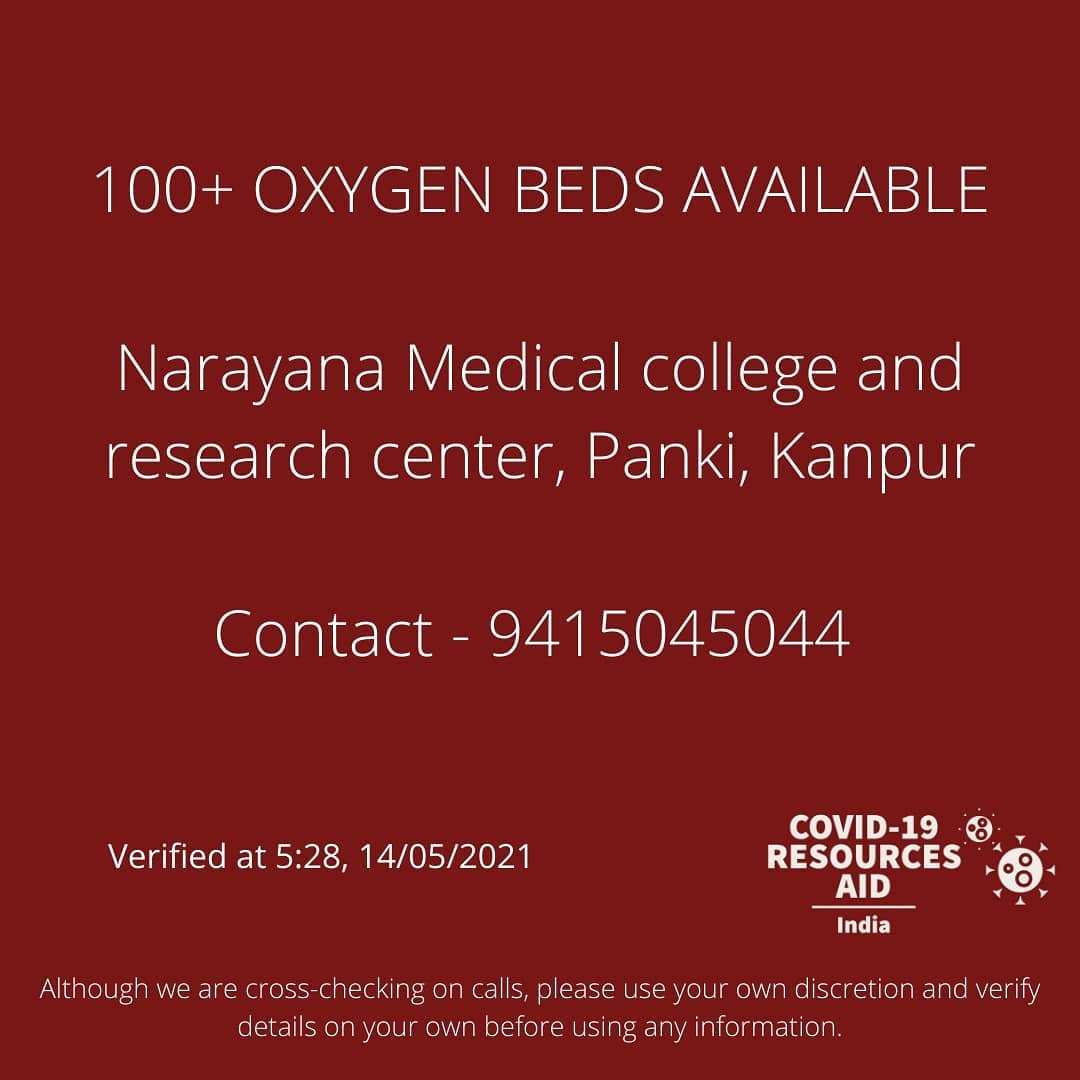 100+ OXYGEN BEDS AVAILABLE
Narayana Medical college and
research center, Panki, Kanpur
Contact - 9415045044
Verified at 5:28, 14/05/2021
COVID-19
RESOURCES
AID
India
Although we are cross-checking on calls, please use your own discretion and verify
details on your own before using any information.